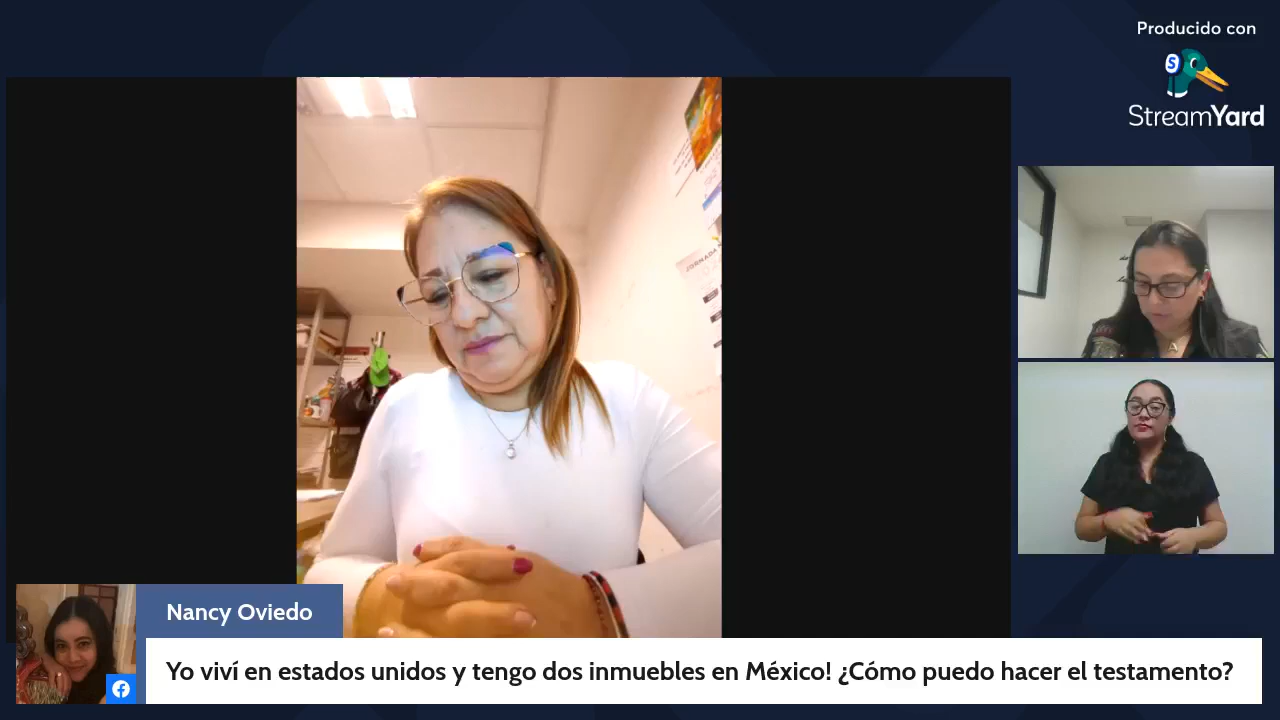 Producido con
StreamYard
JORNADA
Nancy Oviedo
Yo viví en estados unidos y tengo dos inmuebles en México! ¿Cómo puedo hacer el testamento?